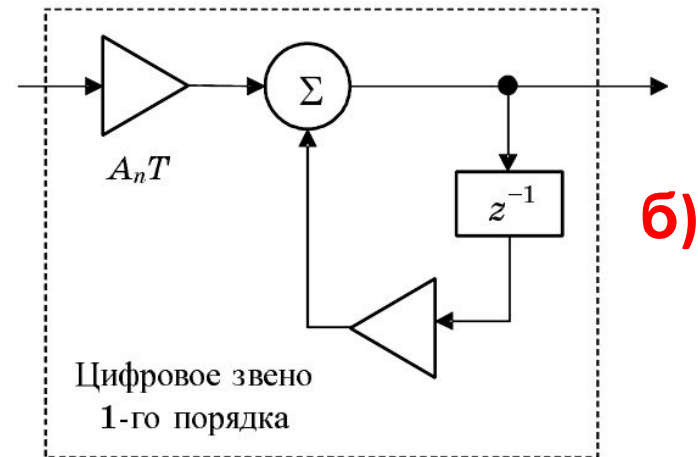 Σ
AₙT
z⁻¹
б)
Цифровое звено
1-го порядка